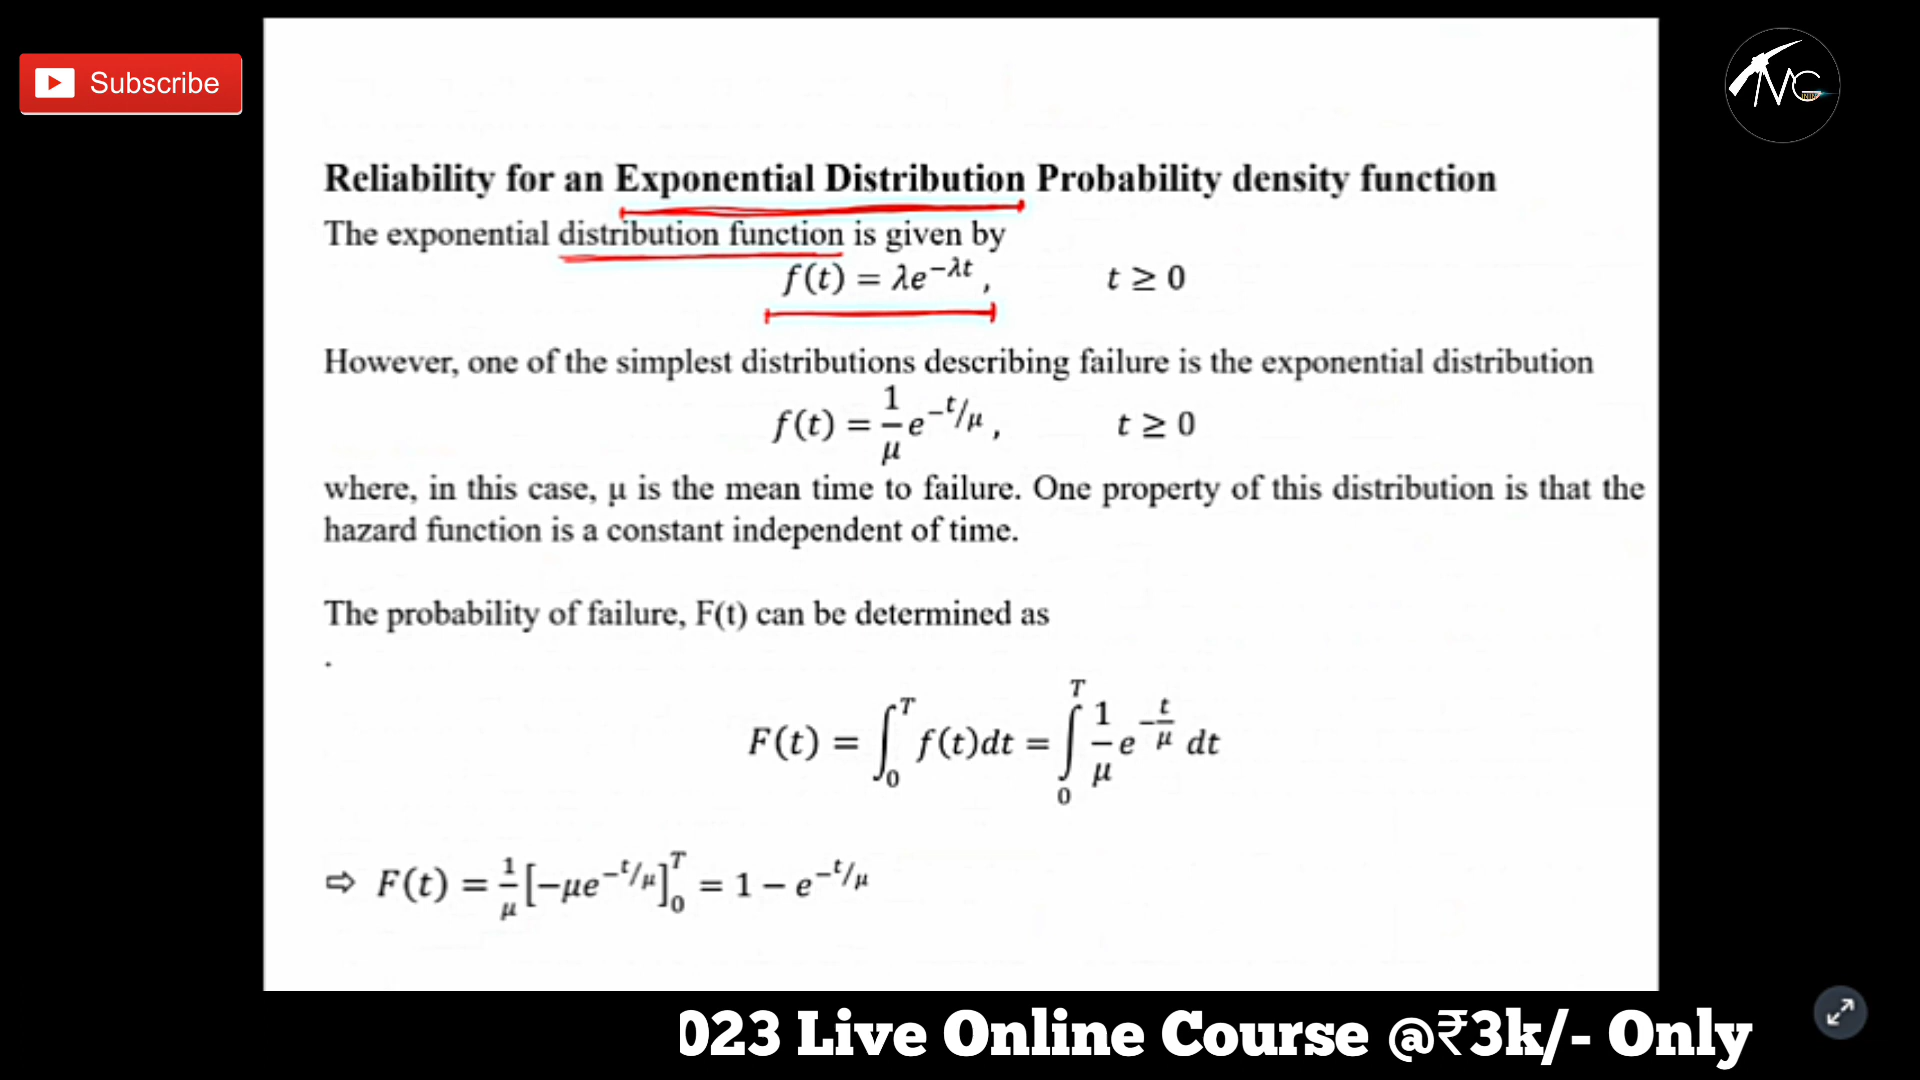 Subscribe
Reliability for an Exponential Distribution Probability density function
The exponential distribution function is given by
f(t) = λe^{−λt} , t ≥ 0
However, one of the simplest distributions describing failure is the exponential distribution
f(t) = \frac{1}{μ} e^{−t/μ} , t ≥ 0
where, in this case, μ is the mean time to failure. One property of this distribution is that the
hazard function is a constant independent of time.
The probability of failure, F(t) can be determined as
.
F(t) = ∫_0^T f(t)dt = ∫_0^T \frac{1}{μ} e^{−\frac{t}{μ}} dt
⇨ F(t) = \frac{1}{μ} [−μe^{−t/μ}]_0^T = 1 − e^{−t/μ}
023 Live Online Course @₹3k/- Only